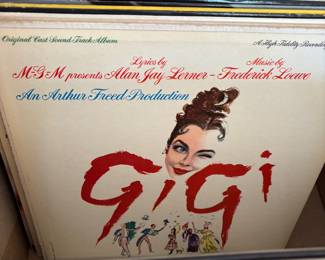 Original Cast Sound Track Album
A High Fidelity Recording
Lyrics by
Music by
M-G-M presents Alan Jay Lerner - Frederick Loewe
An Arthur Freed Production
GiGi